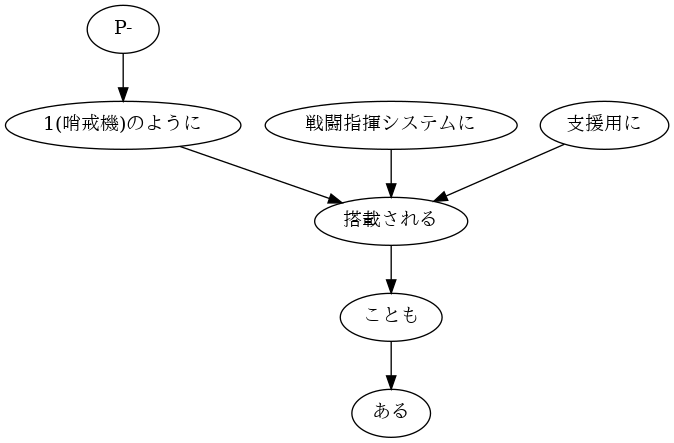 P-
1(哨戒機)のように
戦闘指揮システムに
支援用に
搭載される
ことも
ある